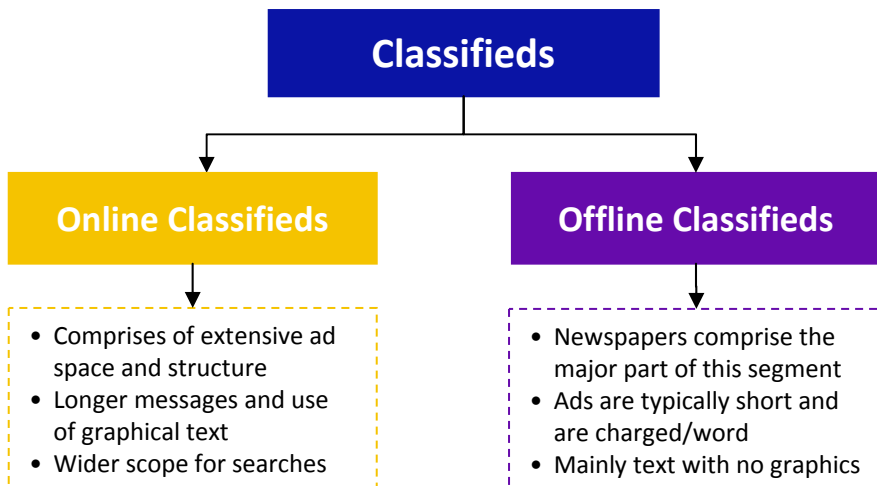 Classifieds
Online Classifieds
Offline Classifieds
• Comprises of extensive ad
space and structure
• Longer messages and use
of graphical text
• Wider scope for searches
• Newspapers comprise the
major part of this segment
• Ads are typically short and
are charged/word
• Mainly text with no graphics